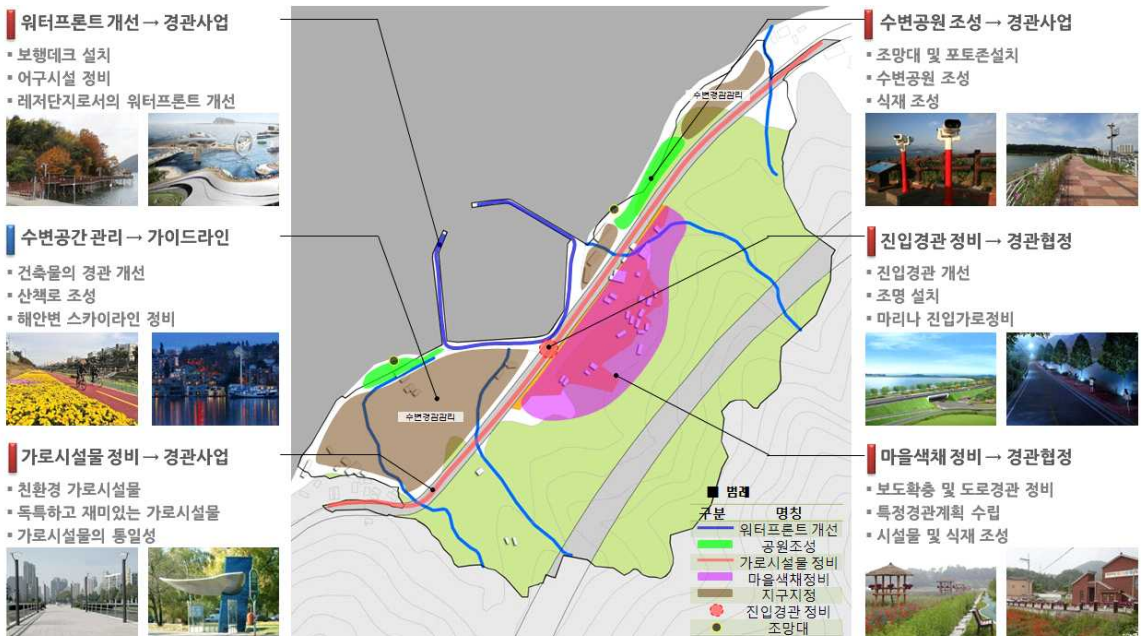 워터프론트 개선 → 경관사업
▪ 보행데크 설치
▪ 어구시설 정비
▪ 레저단지로서의 워터프론트 개선
수변공간 관리 → 가이드라인
▪ 건축물의 경관 개선
▪ 산책로 조성
▪ 해안변 스카이라인 정비
가로시설물 정비 → 경관사업
▪ 친환경 가로시설물
▪ 독특하고 재미있는 가로시설물
▪ 가로시설물의 통일성
수변경관관리
수변경관관리
■ 범례
구분 명칭
워터프론트 개선
공원조성
가로시설물 정비
마을색채정비
지구지정
진입경관 정비
조망대
수변공원 조성 → 경관사업
▪ 조망대 및 포토존설치
▪ 수변공원 조성
▪ 식재 조성
진입경관 정비 → 경관협정
▪ 진입경관 개선
▪ 조명 설치
▪ 마리나 진입가로정비
마을색채 정비 → 경관협정
▪ 보도확충 및 도로경관 정비
▪ 특정경관계획 수립
▪ 시설물 및 식재 조성